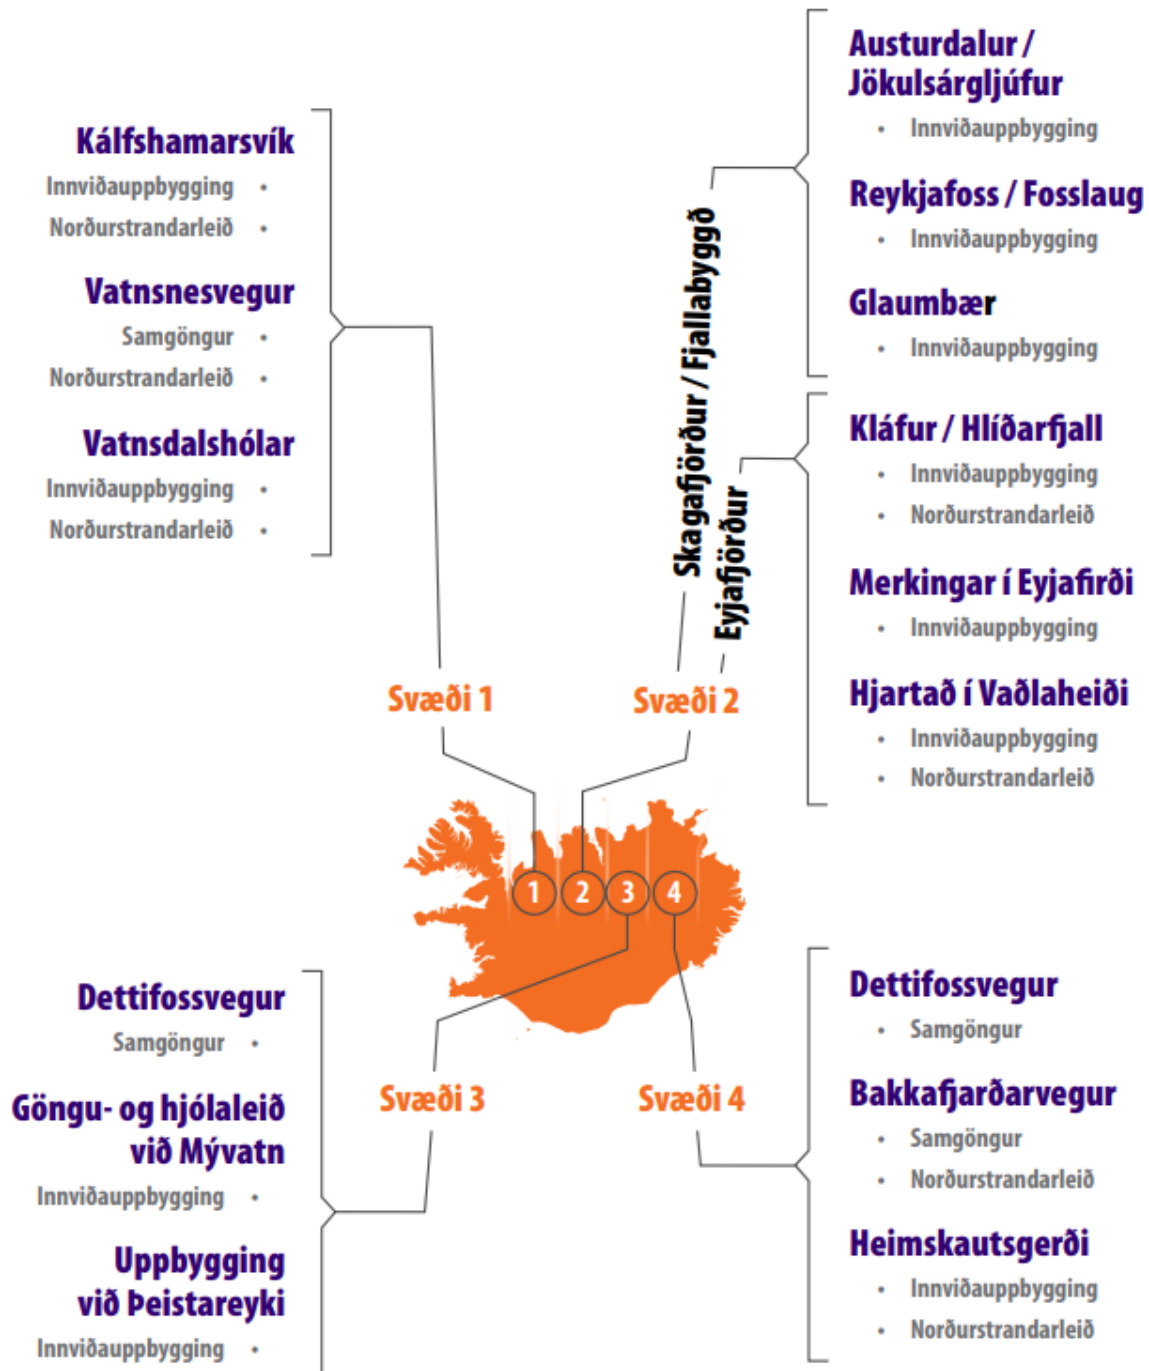 Kálfshamarsvík
Innviðauppbygging •
Norðurstrandarleið •
Vatnsnesvegur
Samgöngur •
Norðurstrandarleið •
Vatnsdalshólar
Innviðauppbygging •
Norðurstrandarleið •
Svæði 1
Austurdalur /
Jökulsárgljúfur
• Innviðauppbygging
Reykjafoss / Fosslaug
• Innviðauppbygging
Glaumbær
• Innviðauppbygging
Skagafjörður / Fjallabyggð
Kláfur / Hlíðarfjall
• Innviðauppbygging
• Norðurstrandarleið
Merkingar í Eyjafirði
• Innviðauppbygging
Hjartað í Vaðlaheiði
• Innviðauppbygging
• Norðurstrandarleið
Eyjafjörður
Svæði 2
1 2 3 4
Dettifossvegur
Samgöngur •
Göngu- og hjólaleið
við Mývatn
Innviðauppbygging •
Uppbygging
við Þeistareyki
Innviðauppbygging •
Svæði 3
Svæði 4
Dettifossvegur
• Samgöngur
Bakkafjarðarvegur
• Samgöngur
• Norðurstrandarleið
Heimskautsgerði
• Innviðauppbygging
• Norðurstrandarleið